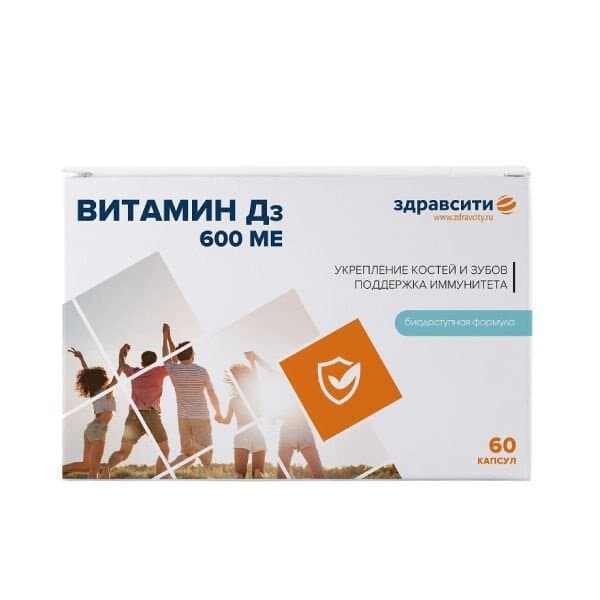 ВИТАМИН Д3
600 МЕ
здравсити
www.zdravcity.ru
УКРЕПЛЕНИЕ КОСТЕЙ И ЗУБОВ
ПОДДЕРЖКА ИММУНИТЕТА
биодоступная формула
60
КАПСУЛ